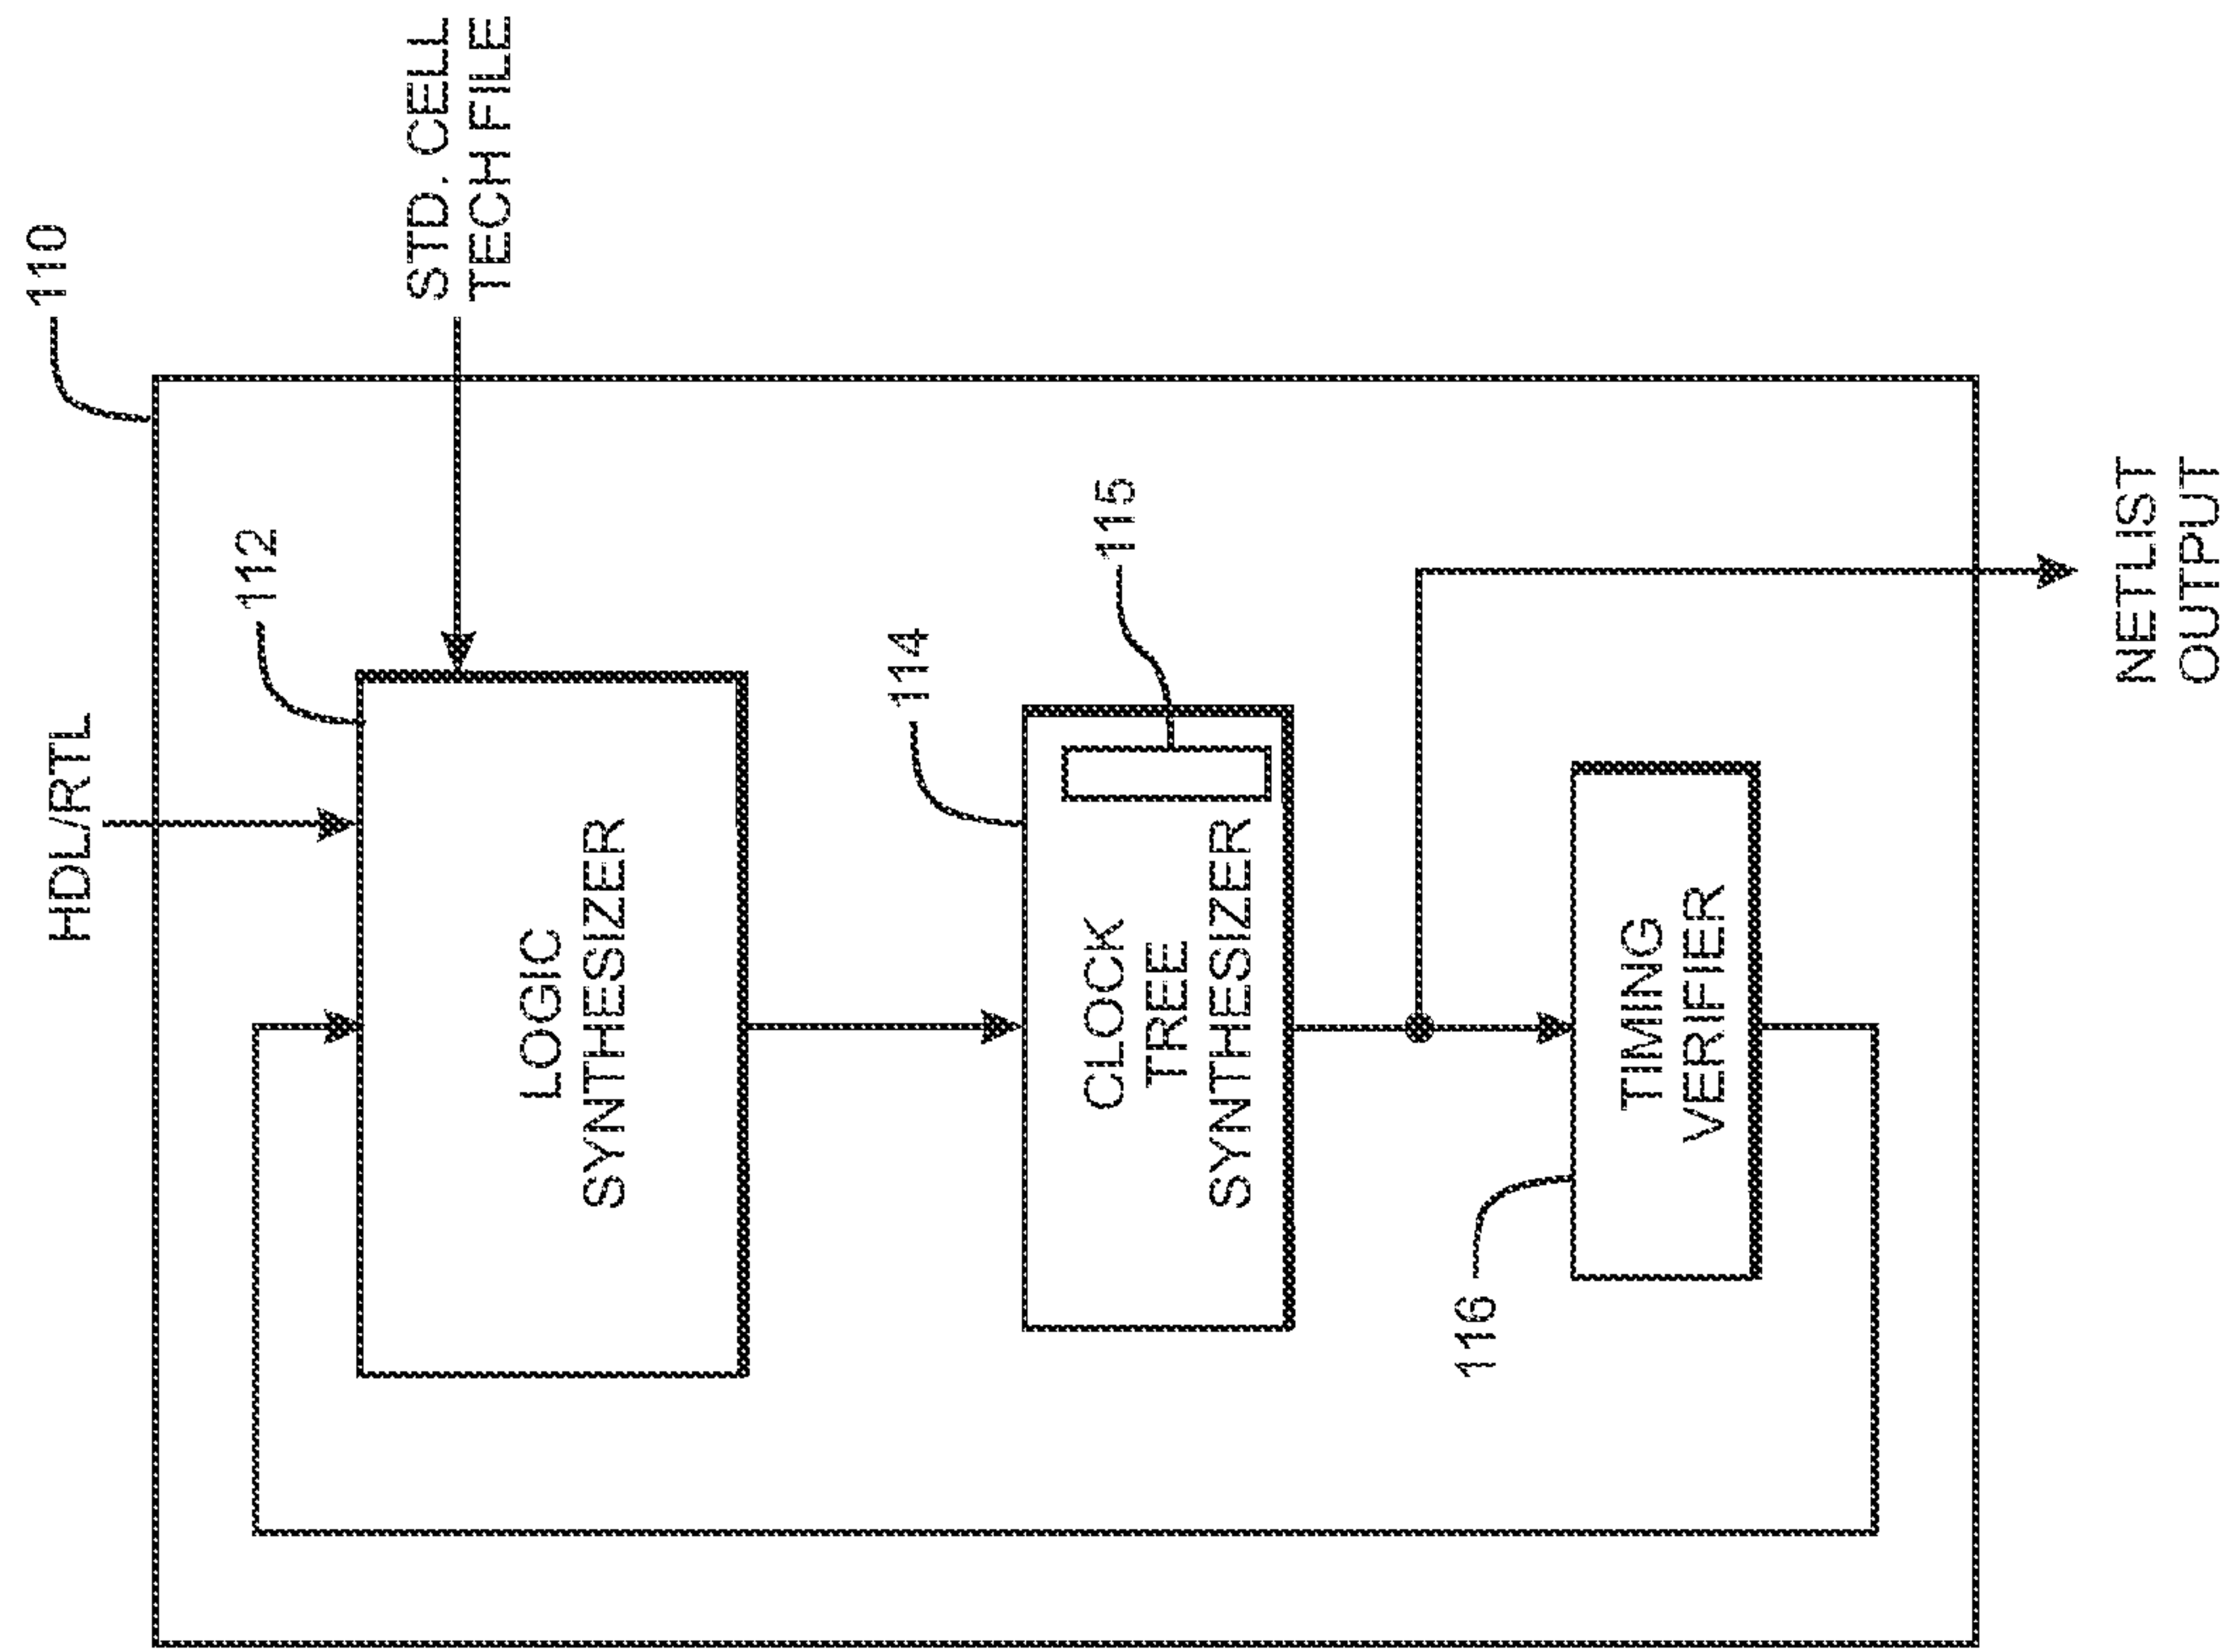 110
HDL/RTL
STD. CELL
TECH FILE
112
LOGIC
SYNTHESIZER
114
115
CLOCK
TREE
SYNTHESIZER
116
TIMING
VERIFIER
NETLIST
OUTPUT